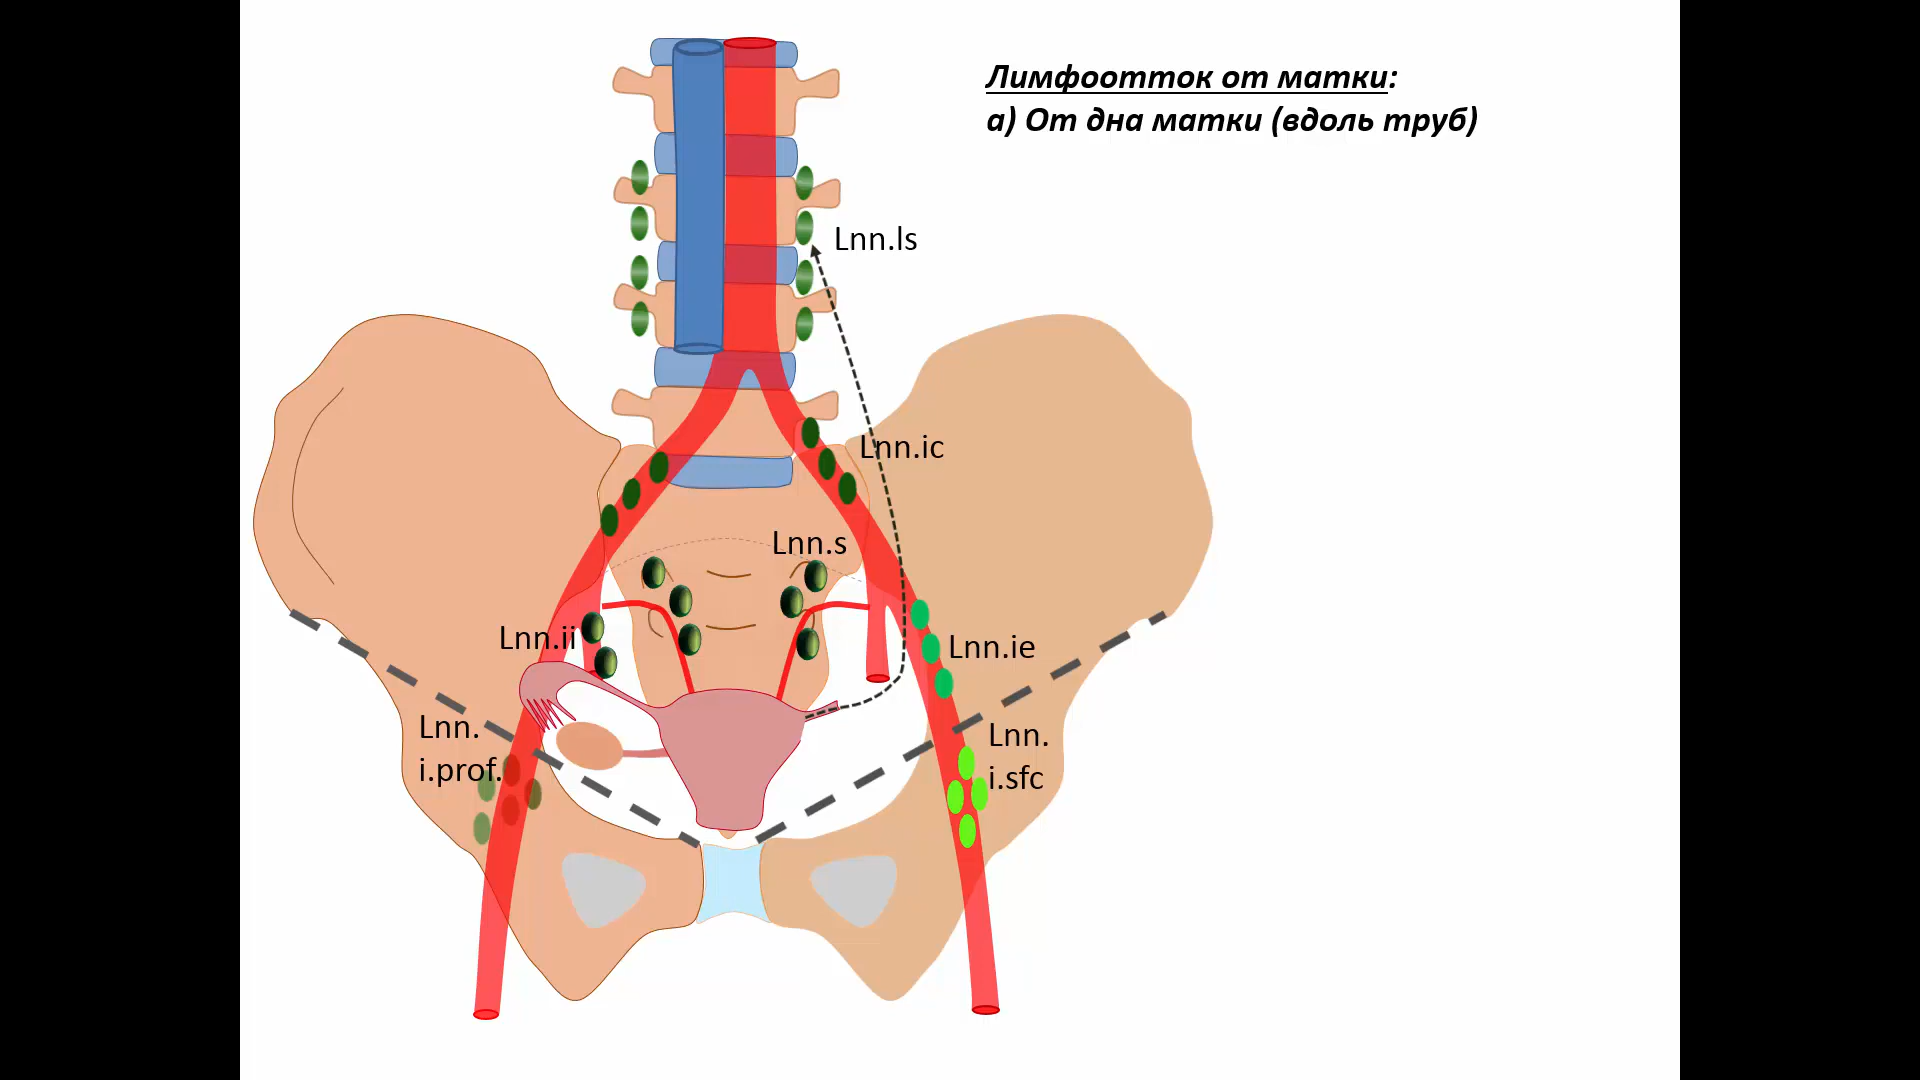 Лимфоотток от матки:
а) От дна матки (вдоль труб)
Lnn.ls
Lnn.ic
Lnn.s
Lnn.ii
Lnn.ie
Lnn.
i.prof.
Lnn.
i.sfc